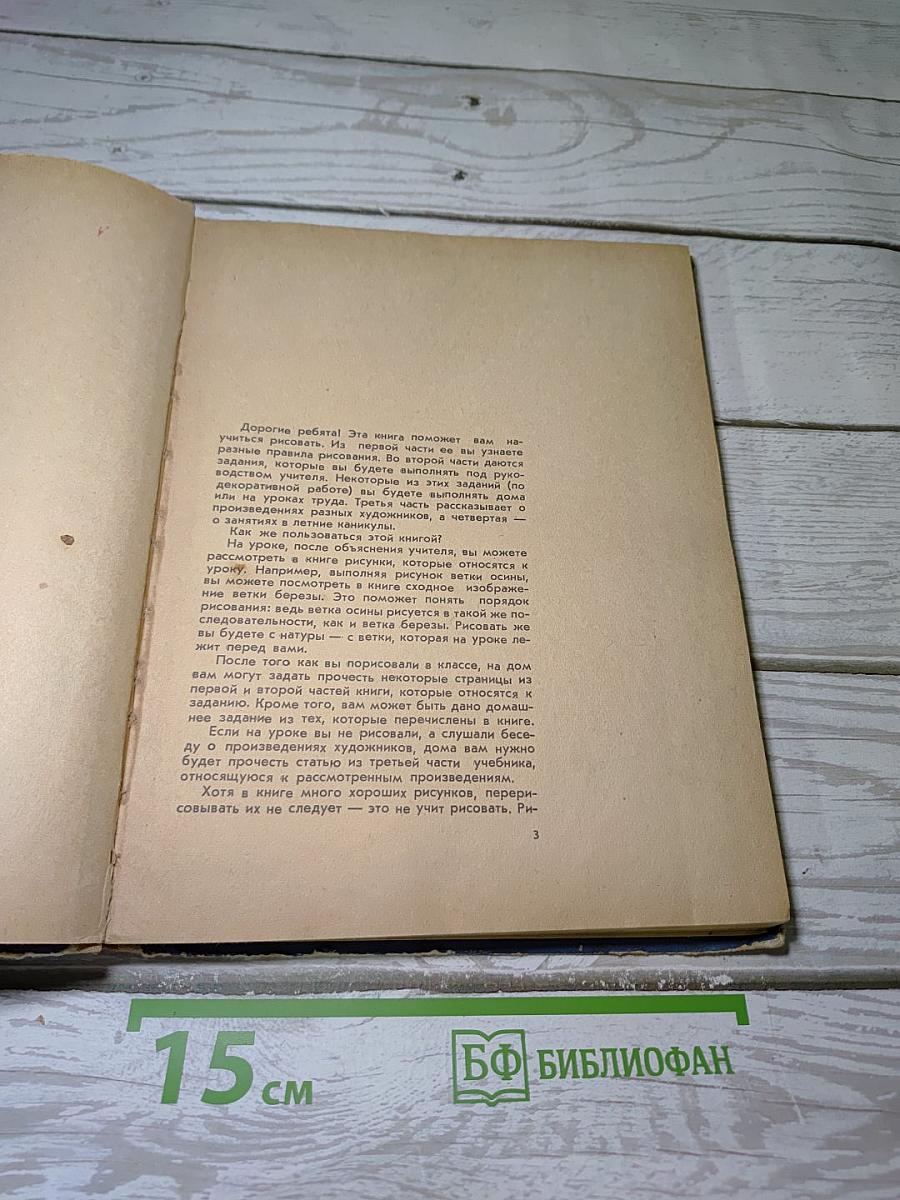 Дорогие ребята! Эта книга поможет вам на-
учиться рисовать. Из первой части ее вы узнаете
разные правила рисования. Во второй части даются
задания, которые вы будете выполнять под руко-
водством учителя. Некоторые из этих заданий (по
декоративной работе) вы будете выполнять дома
или на уроках труда. Третья часть рассказывает о
произведениях разных художников, а четвертая —
о занятиях в летние каникулы.
Как же пользоваться этой книгой?
На уроке, после объяснения учителя, вы можете
рассмотреть в книге рисунки, которые относятся к
уроку. Например, выполняя рисунок ветки осины,
вы можете посмотреть в книге сходное изображе-
ние ветки березы. Это поможет понять порядок
рисования: ведь ветка осины рисуется в такой же по-
следовательности, как и ветка березы. Рисовать же
вы будете с натуры — с ветки, которая на уроке ле-
жит перед вами.
После того как вы порисовали в классе, на дом
вам могут задать прочесть некоторые страницы из
первой и второй частей книги, которые относятся к
заданию. Кроме того, вам может быть дано домаш-
нее задание из тех, которые перечислены в книге.
Если на уроке вы не рисовали, а слушали бесе-
ду о произведениях художников, дома вам нужно
будет прочесть статью из третьей части учебника,
относящуюся к рассмотренным произведениям.
Хотя в книге много хороших рисунков, перери-
совывать их не следует — это не учит рисовать. Ри-
3
15 см
БФ БИБЛИОФАН